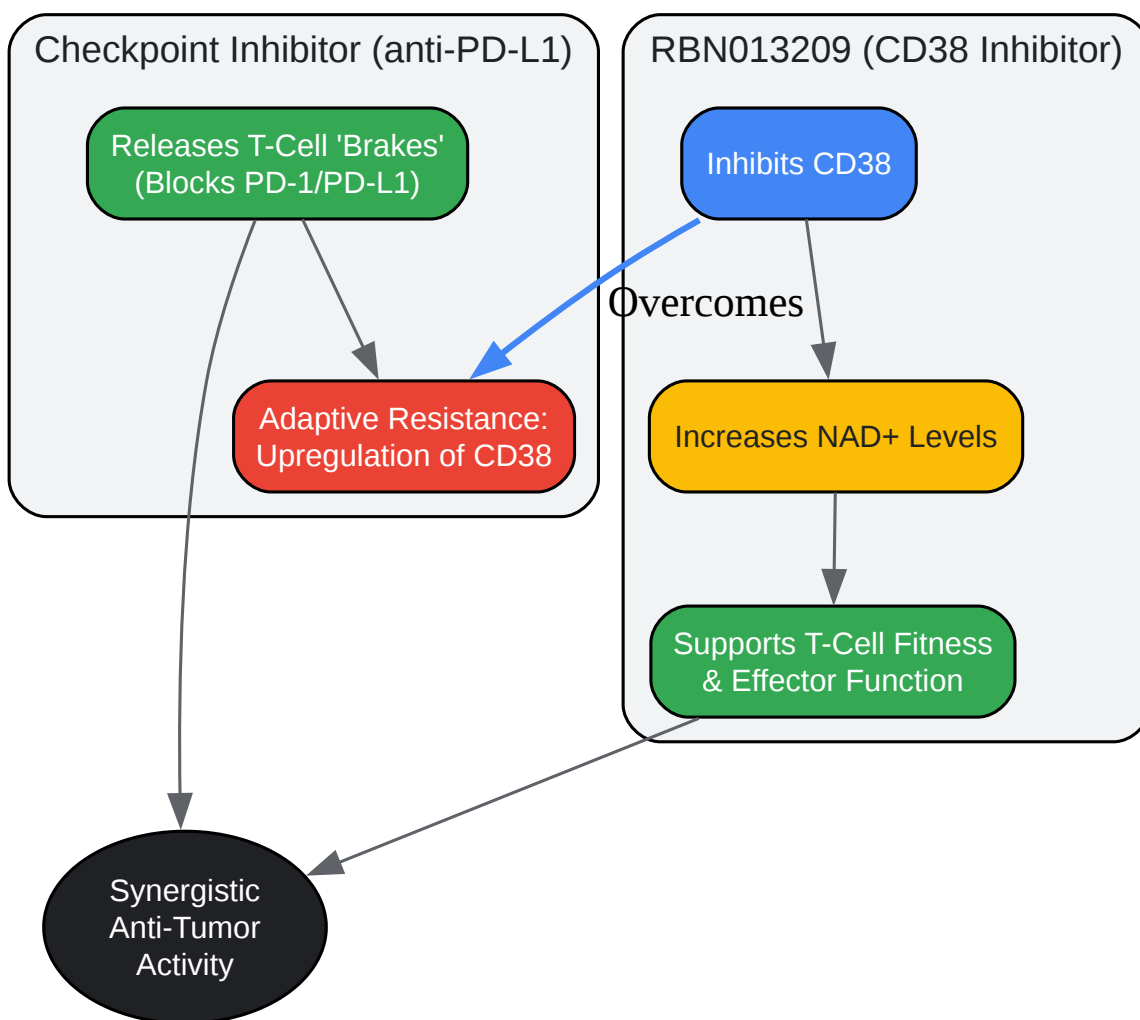 Checkpoint Inhibitor (anti-PD-L1)
Releases T-Cell 'Brakes'
(Blocks PD-1/PD-L1)
Adaptive Resistance:
Upregulation of CD38
RBN013209 (CD38 Inhibitor)
Inhibits CD38
Overcomes
Increases NAD+ Levels
Supports T-Cell Fitness
& Effector Function
Synergistic
Anti-Tumor
Activity